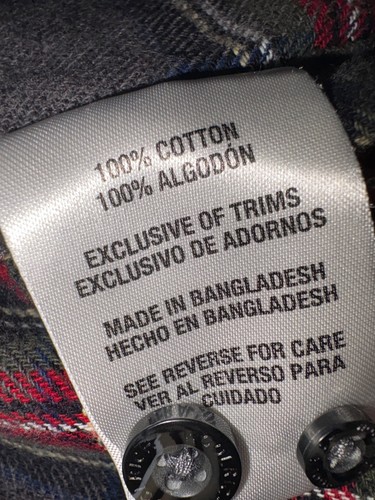 100% COTTON
100% ALGODÓN
EXCLUSIVE OF TRIMS
EXCLUSIVO DE ADORNOS
MADE IN BANGLADESH
HECHO EN BANGLADESH
SEE REVERSE FOR CARE
VER AL REVERSO PARA
CUIDADO